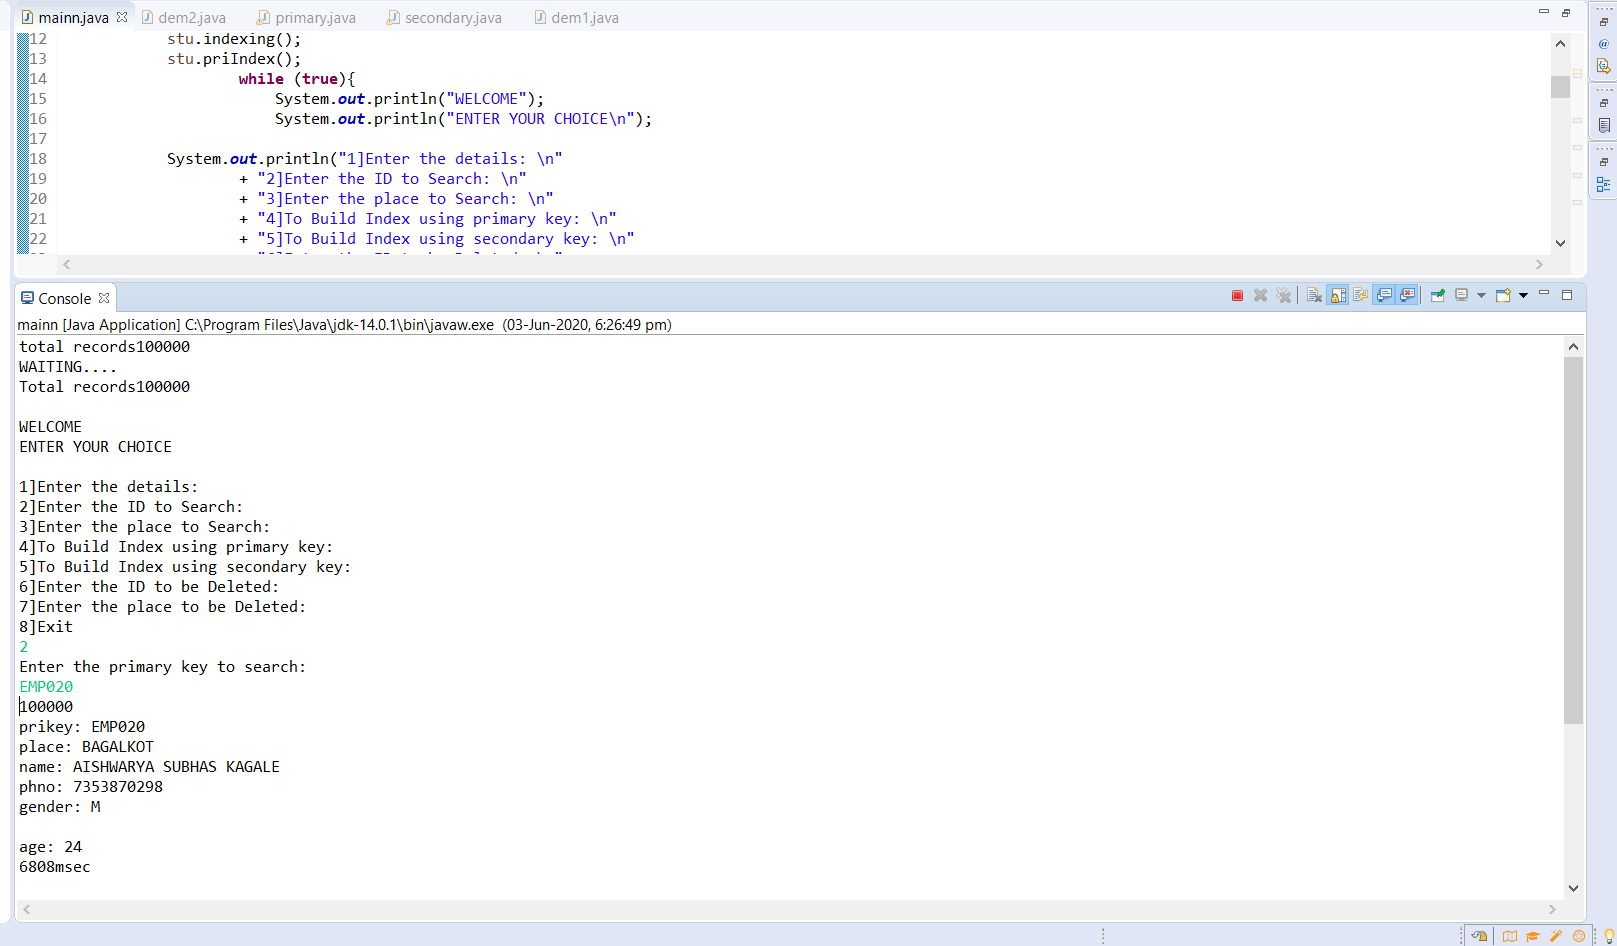 mainn.java dem2.java primary.java secondary.java dem1.java
12 stu.indexing();
13 stu.priIndex();
14 while (true){
15 System.out.println("WELCOME");
16 System.out.println("ENTER YOUR CHOICE\n");
17
18 System.out.println("1]Enter the details: \n"
19 + "2]Enter the ID to Search: \n"
20 + "3]Enter the place to Search: \n"
21 + "4]To Build Index using primary key: \n"
22 + "5]To Build Index using secondary key: \n"
Console
mainn [Java Application] C:\Program Files\Java\jdk-14.0.1\bin\javaw.exe (03-Jun-2020, 6:26:49 pm)
total records100000
WAITING....
Total records100000
WELCOME
ENTER YOUR CHOICE
1]Enter the details:
2]Enter the ID to Search:
3]Enter the place to Search:
4]To Build Index using primary key:
5]To Build Index using secondary key:
6]Enter the ID to be Deleted:
7]Enter the place to be Deleted:
8]Exit
2
Enter the primary key to search:
EMP020
100000
prikey: EMP020
place: BAGALKOT
name: AISHWARYA SUBHAS KAGALE
phno: 7353870298
gender: M
age: 24
6808msec